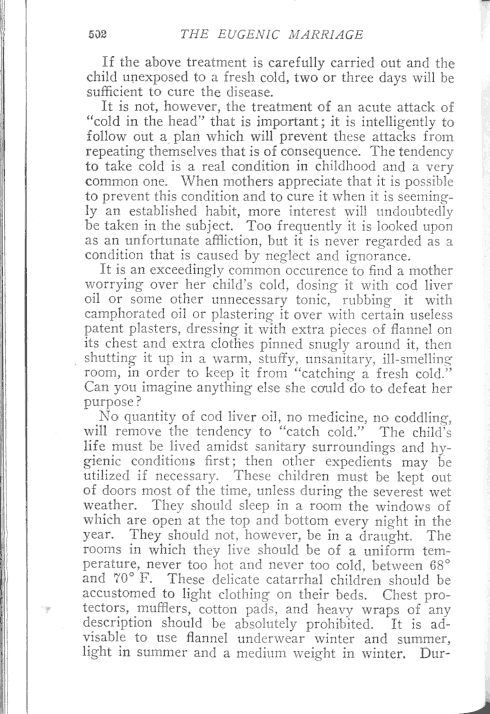 502 THE EUGENIC MARRIAGE
If the above treatment is carefully carried out and the
child unexposed to a fresh cold, two or three days will be
sufficient to cure the disease.
It is not, however, the treatment of an acute attack of
“cold in the head” that is important; it is intelligently to
follow out a plan which will prevent these attacks from
repeating themselves that is of consequence. The tendency
to take cold is a real condition in childhood and a very
common one. When mothers appreciate that it is possible
to prevent this condition and to cure it when it is seeming-
ly an established habit, more interest will undoubtedly
be taken in the subject. Too frequently it is looked upon
as an unfortunate affliction, but it is never regarded as a
condition that is caused by neglect and ignorance.
It is an exceedingly common occurence to find a mother
worrying over her child's cold, dosing it with cod liver
oil or some other unnecessary tonic, rubbing it with
camphorated oil or plastering it over with certain useless
patent plasters, dressing it with extra pieces of flannel on
its chest and extra clothes pinned snugly around it, then
shutting it up in a warm, stuffy, unsanitary, ill-smelling
room, in order to keep it from “catching a fresh cold.”
Can you imagine anything else she could do to defeat her
purpose?
No quantity of cod liver oil, no medicine, no coddling,
will remove the tendency to “catch cold.” The child's
life must be lived amidst sanitary surroundings and hy-
gienic conditions first; then other expedients may be
utilized if necessary. These children must be kept out
of doors most of the time, unless during the severest wet
weather. They should sleep in a room the windows of
which are open at the top and bottom every night in the
year. They should not, however, be in a draught. The
rooms in which they live should be of a uniform tem-
perature, never too hot and never too cold, between 68°
and 70° F. These delicate catarrhal children should be
accustomed to light clothing on their beds. Chest pro-
tectors, mufflers, cotton pads, and heavy wraps of any
description should be absolutely prohibited. It is ad-
visable to use flannel underwear winter and summer,
light in summer and a medium weight in winter. Dur-